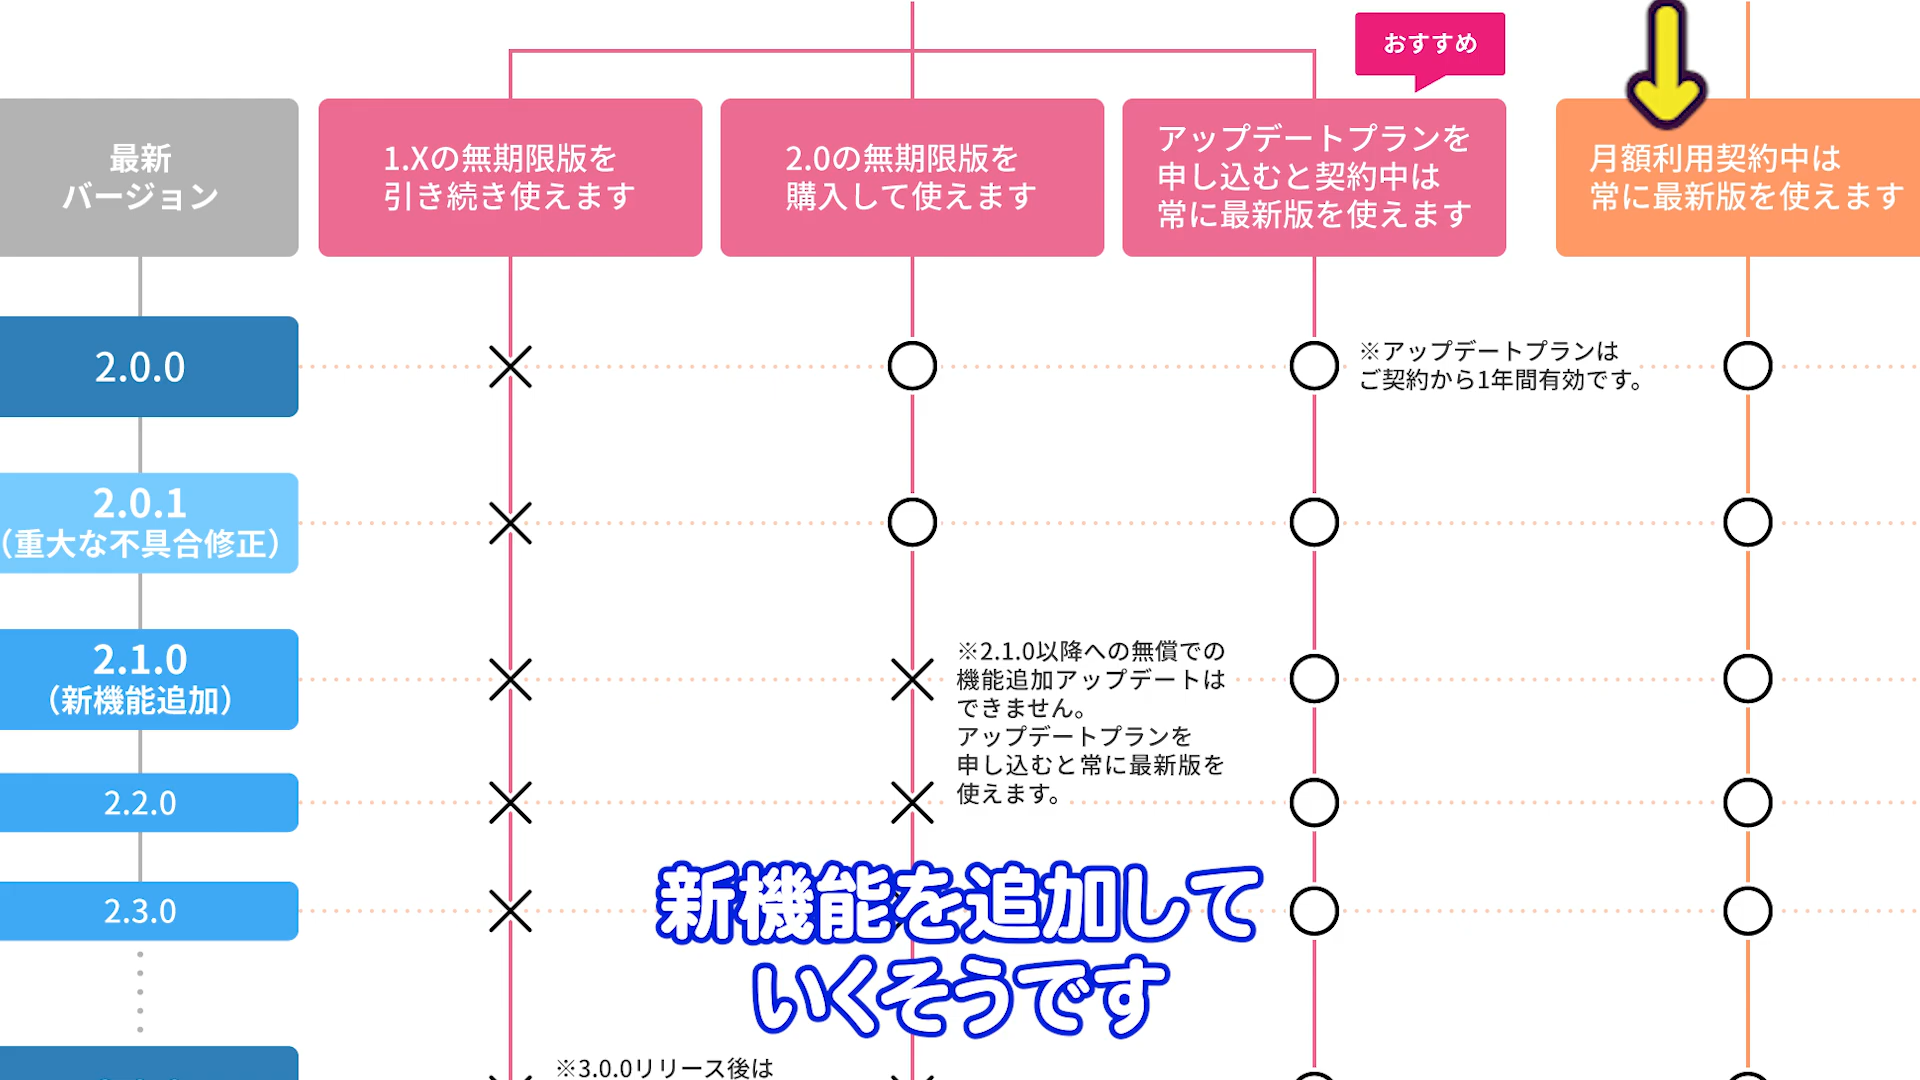 おすすめ
最新
バージョン
1.Xの無期限版を
引き続き使えます
2.0の無期限版を
購入して使えます
アップデートプランを
申し込むと契約中は
常に最新版を使えます
月額利用契約中は
常に最新版を使えます
2.0.0
※アップデートプランは
ご契約から1年間有効です。
2.0.1
（重大な不具合修正）
2.1.0
（新機能追加）
※2.1.0以降への無償での
機能追加アップデートは
できません。
アップデートプランを
申し込むと常に最新版を
使えます。
2.2.0
2.3.0
新機能を追加して
いくそうです
※3.0.0リリース後は